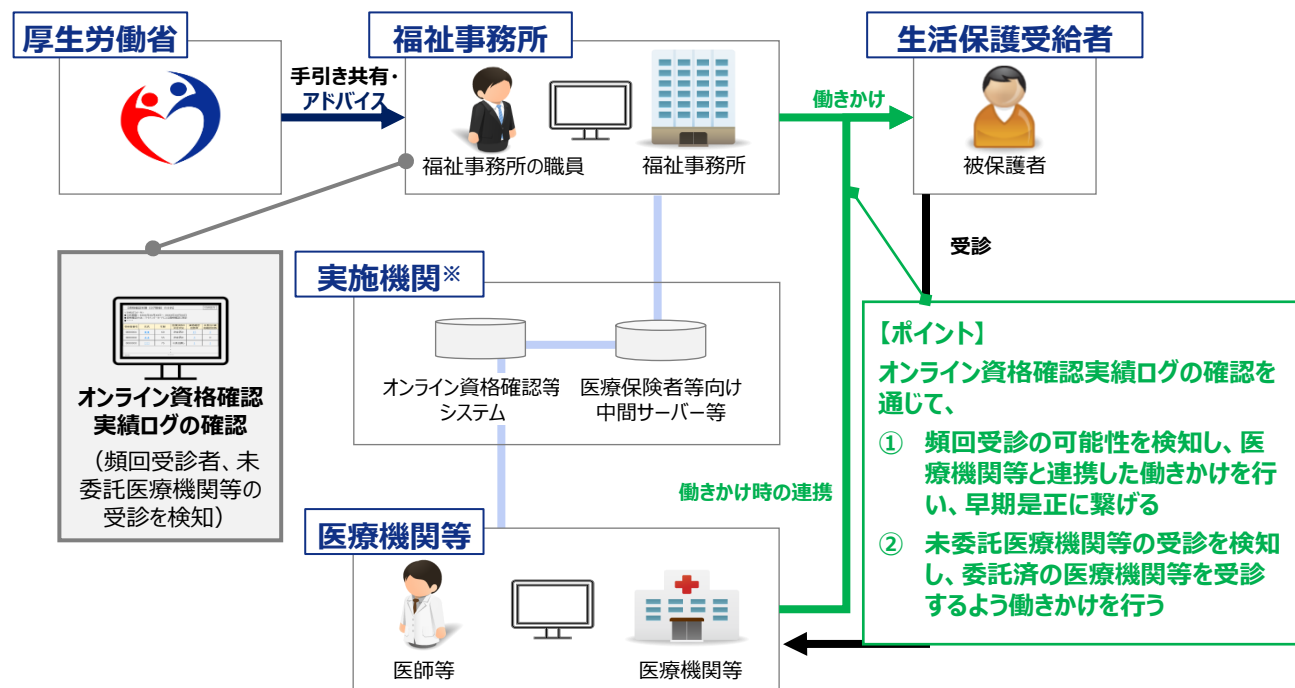 厚生労働省
福祉事務所
生活保護受給者
手引き共有・
アドバイス
働きかけ
福祉事務所の職員
福祉事務所
被保護者
受診
実施機関※
オンライン資格確認等
システム
医療保険者等向け
中間サーバー等
オンライン資格確認
実績ログの確認
（頻回受診者、未
委託医療機関等の
受診を検知）
働きかけ時の連携
【ポイント】
オンライン資格確認実績ログの確認を
通じて、
① 頻回受診の可能性を検知し、医
療機関等と連携した働きかけを行
い、早期是正に繋げる
② 未委託医療機関等の受診を検知
し、委託済の医療機関等を受診
するよう働きかけを行う
医療機関等
医師等
医療機関等